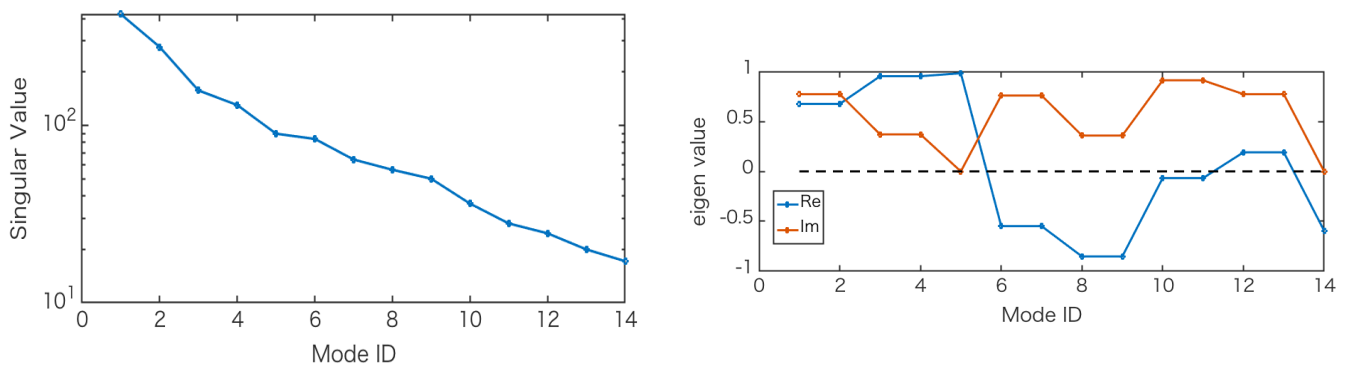 Singular Value
10^2
10^1
0 2 4 6 8 10 12 14
Mode ID
eigen value
1
0.5
0
-0.5
-1
Re
Im
0 2 4 6 8 10 12 14
Mode ID